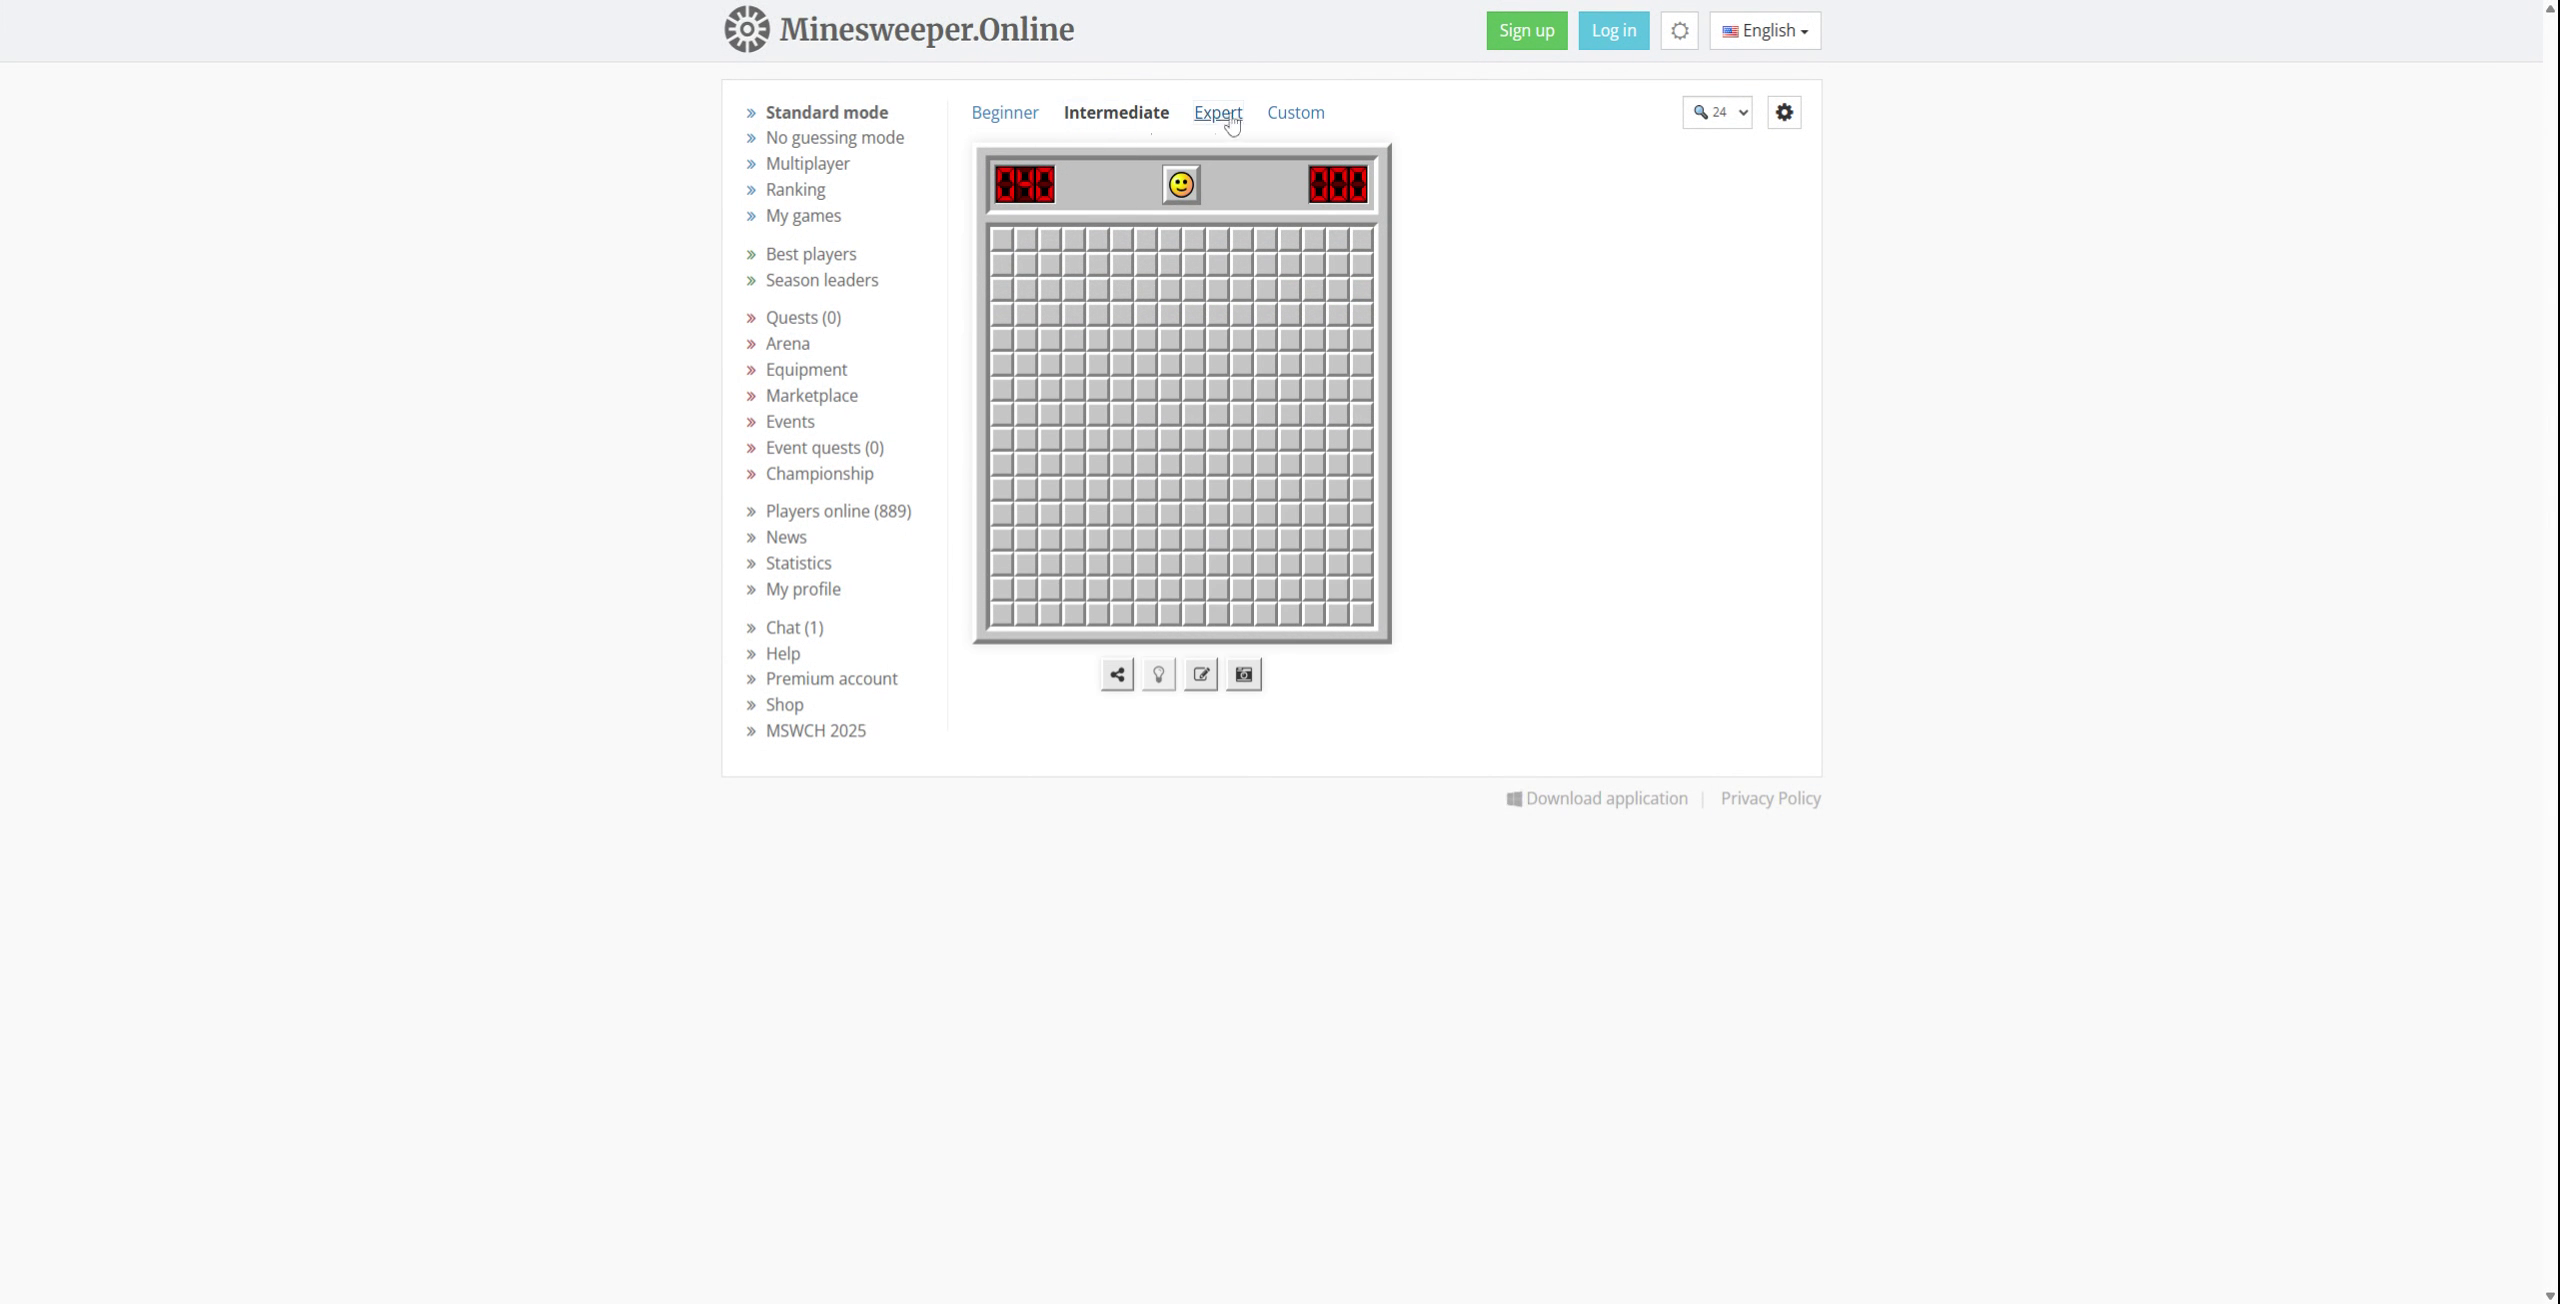 Minesweeper.Online
Sign up
Log in
English
» Standard mode
» No guessing mode
» Multiplayer
» Ranking
» My games
» Best players
» Season leaders
» Quests (0)
» Arena
» Equipment
» Marketplace
» Events
» Event quests (0)
» Championship
» Players online (889)
» News
» Statistics
» My profile
» Chat (1)
» Help
» Premium account
» Shop
» MSWCH 2025
Beginner Intermediate Expert Custom
24
040
000
Download application | Privacy Policy